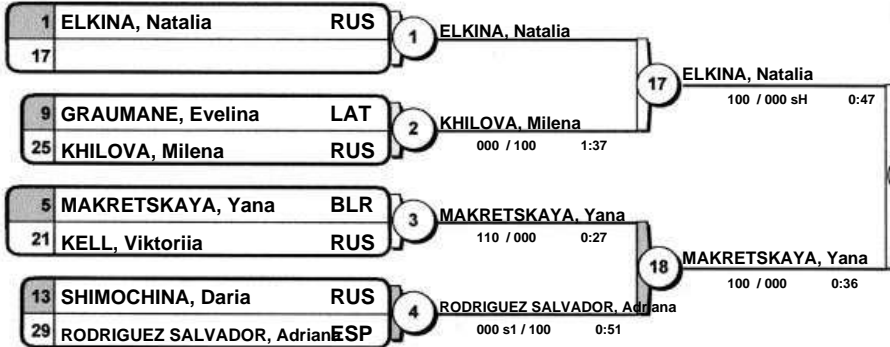 1 ELKINA, Natalia RUS
17
1
ELKINA, Natalia
9 GRAUMANE, Evelina LAT
25 KHILOVA, Milena RUS
2
KHILOVA, Milena
000 / 100 1:37
17
ELKINA, Natalia
100 / 000 sH 0:47
5 MAKRETSKAYA, Yana BLR
21 KELL, Viktoriia RUS
3
MAKRETSKAYA, Yana
110 / 000 0:27
13 SHIMOCHINA, Daria RUS
29 RODRIGUEZ SALVADOR, Adriana ESP
4
RODRIGUEZ SALVADOR, Adriana
000 s1 / 100 0:51
18
MAKRETSKAYA, Yana
100 / 000 0:36